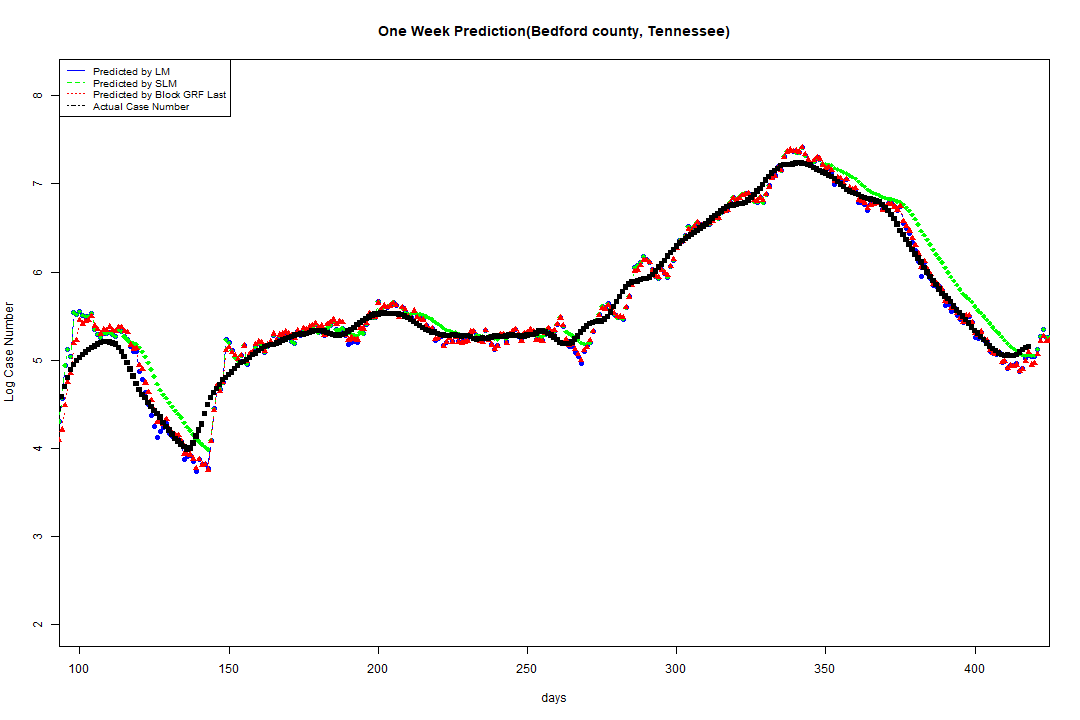 One Week Prediction(Bedford county, Tennessee)
Predicted by LM
Predicted by SLM
Predicted by Block GRF Last
Actual Case Number
8
7
6
5
4
3
2
Log Case Number
100 150 200 250 300 350 400
days